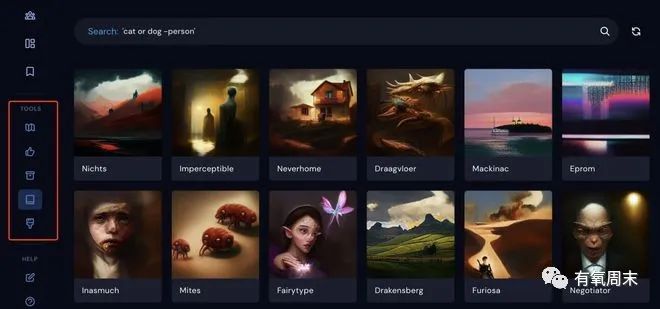 Search: 'cat or dog -person'
TOOLS
Nichts
Imperceptible
Neverhome
Draagvloer
Mackinac
Eprom
Inasmuch
Mites
Fairytype
Drakensberg
Furiosa
Negotiator
HELP
有氧周末